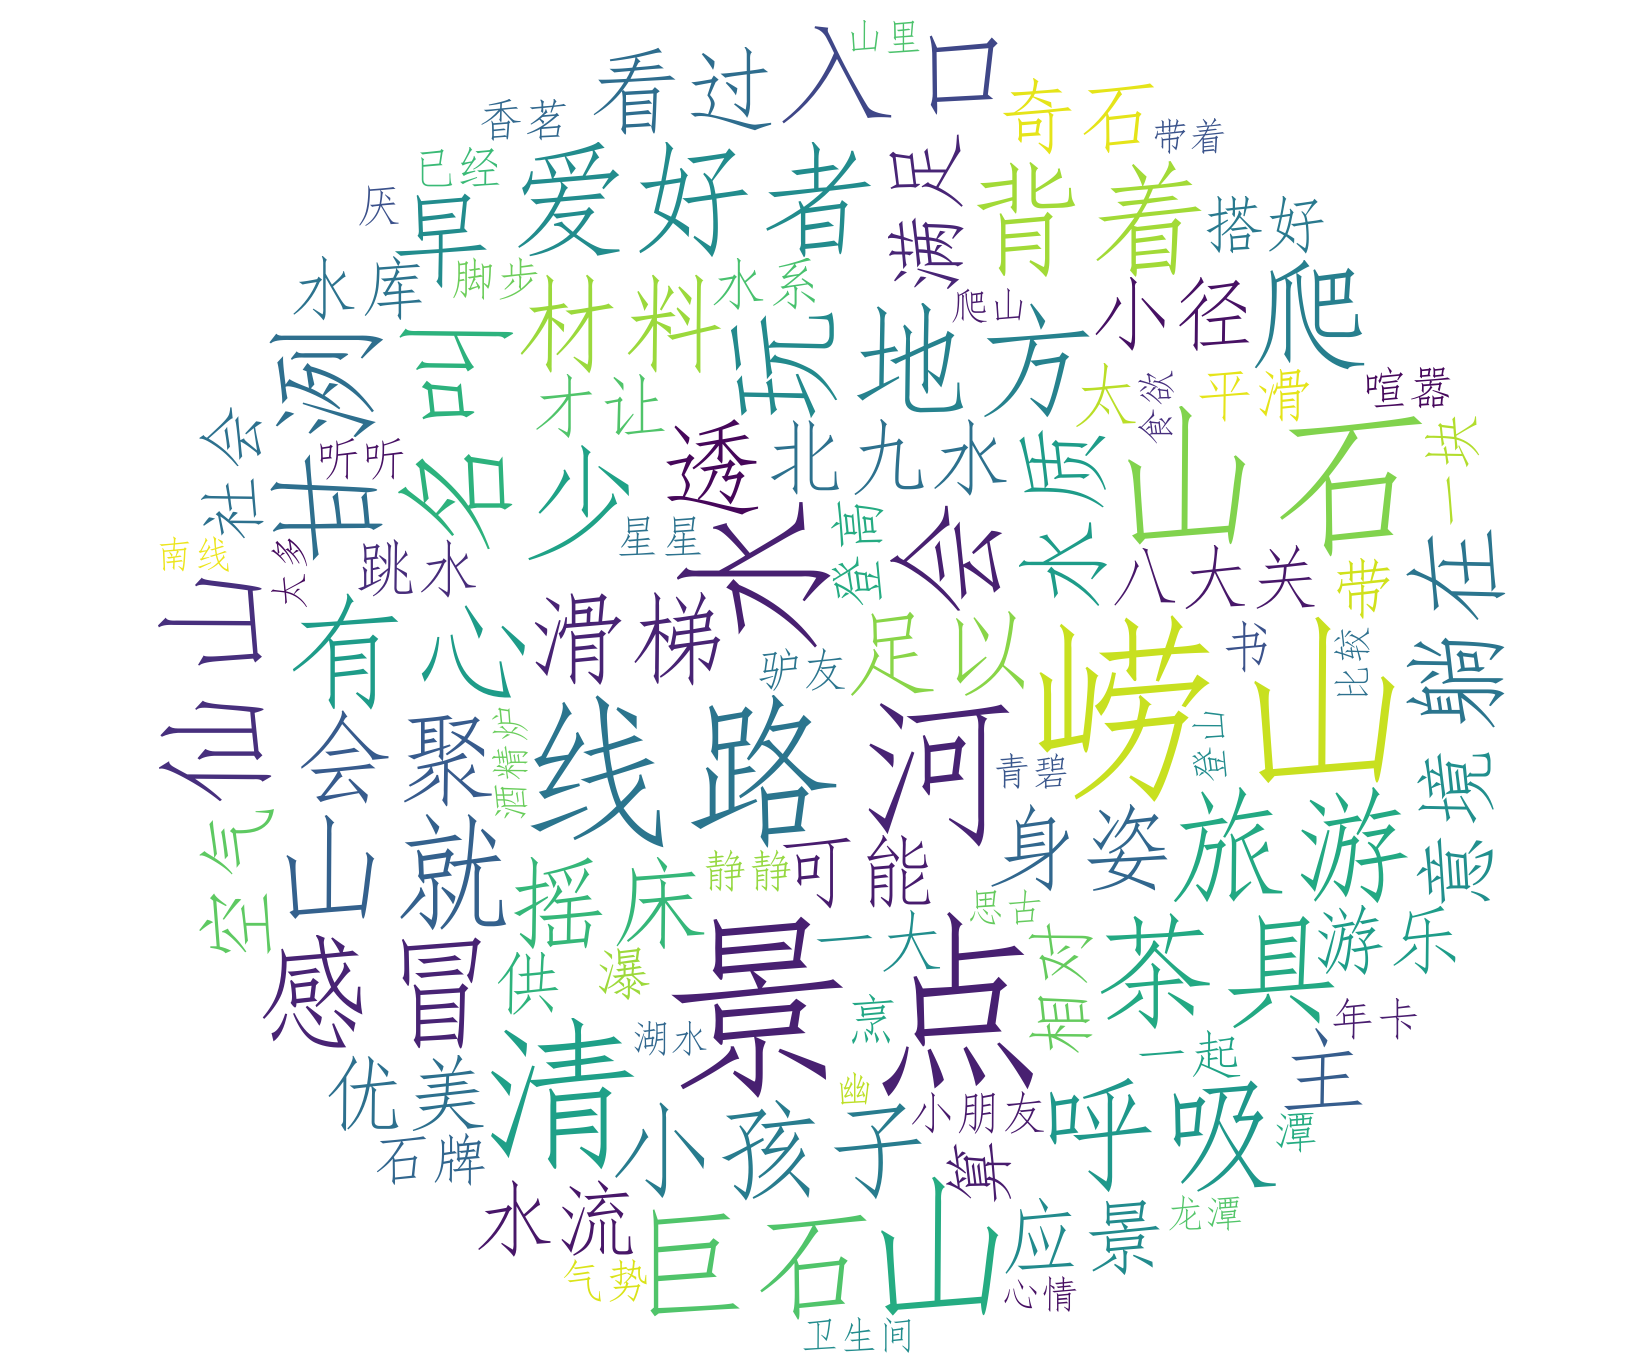 山里
看过
入口
奇石
香茗
带着
已经
爱好者
满足
背着
厌
早
搭好
水库
脚步
材料
水系
爬山
小径
爬
甘洌
名叫
玩
地方
太
平滑
喧嚣
才让
食欲
社会
听听
少
透
北九水
水质
山石
一块
星星
水
登高
会
南线
太多
跳水
八大关
带
躺在
仙山
有心
滑梯
驴友
足以
崂山
书
比较
会聚
酒精炉
线路
河
青碧
登山
意境
空气
山
就
摇床
静静
可能
身姿
旅游
感冒
供
瀑
景点
一大
思古
相对
茶具
游乐
清
湖水
烹
一起
年卡
优美
石牌
小孩子
幽
小朋友
呼吸
主
潭
算
水流
巨石
山
应景
龙潭
气势
心情
卫生间